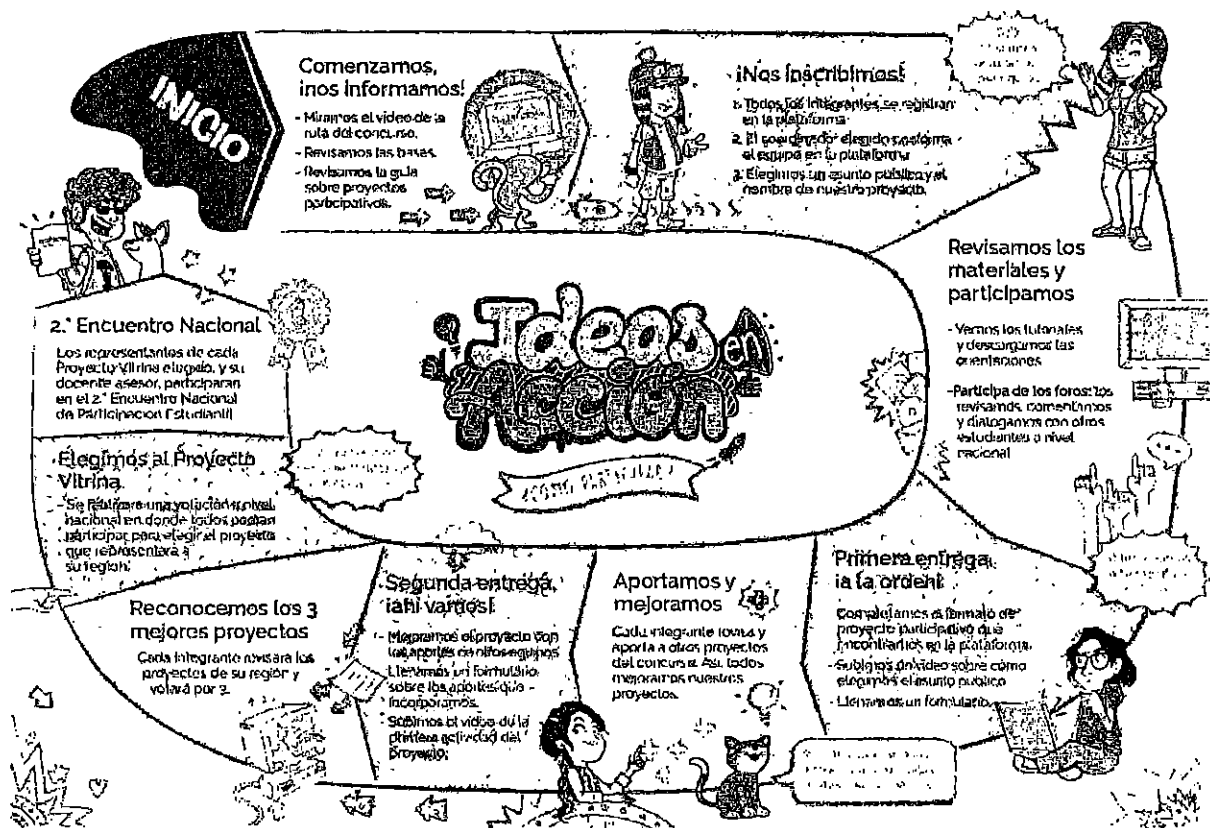 INICIO
Comenzamos,
¡nos informamos!
- Miramos el video de la
ruta del concurso.
- Revisamos las bases.
- Revisamos la guía
sobre proyectos
participativos.
¡Nos inscribimos!
1. Todos los integrantes se registran
en la plataforma
2. El coordinador elegido conforma
el equipo en la plataforma
3. Elegimos un asunto público y el
nombre de nuestro proyecto.
Revisamos los
materiales y
participamos
- Vemos los tutoriales
y descargamos las
orientaciones
- Participa de los foros: los
revisamos, comentamos
y dialogamos con otros
estudiantes a nivel
nacional
Primera entrega,
¡a la orden!
- Completamos el formato de
proyecto participativo que
encontramos en la plataforma.
- Subimos un video sobre cómo
elegimos el asunto público
- Llenamos un formulario.
Aportamos y
mejoramos
Cada integrante revisa y
aporta a otros proyectos
del concurso. Así, todos
mejoramos nuestros
proyectos.
Segunda entrega,
¡ahí vamos!
- Mejoramos el proyecto con
los aportes de otros equipos
- Llenamos un formulario
sobre los aportes que
incorporamos.
- Subimos el video de la
primera actividad del
proyecto.
Reconocemos los 3
mejores proyectos
Cada integrante revisará los
proyectos de su región y
votará por 3.
Elegimos al Proyecto
Vitrina
Se realizará una votación a nivel
nacional en donde todos podrán
participar para elegir el proyecto
que representará a
su región.
2.° Encuentro Nacional
Los representantes de cada
Proyecto Vitrina elegido, y su
docente asesor, participarán
en el 2.° Encuentro Nacional
de Participación Estudiantil
Ideas en
Acción